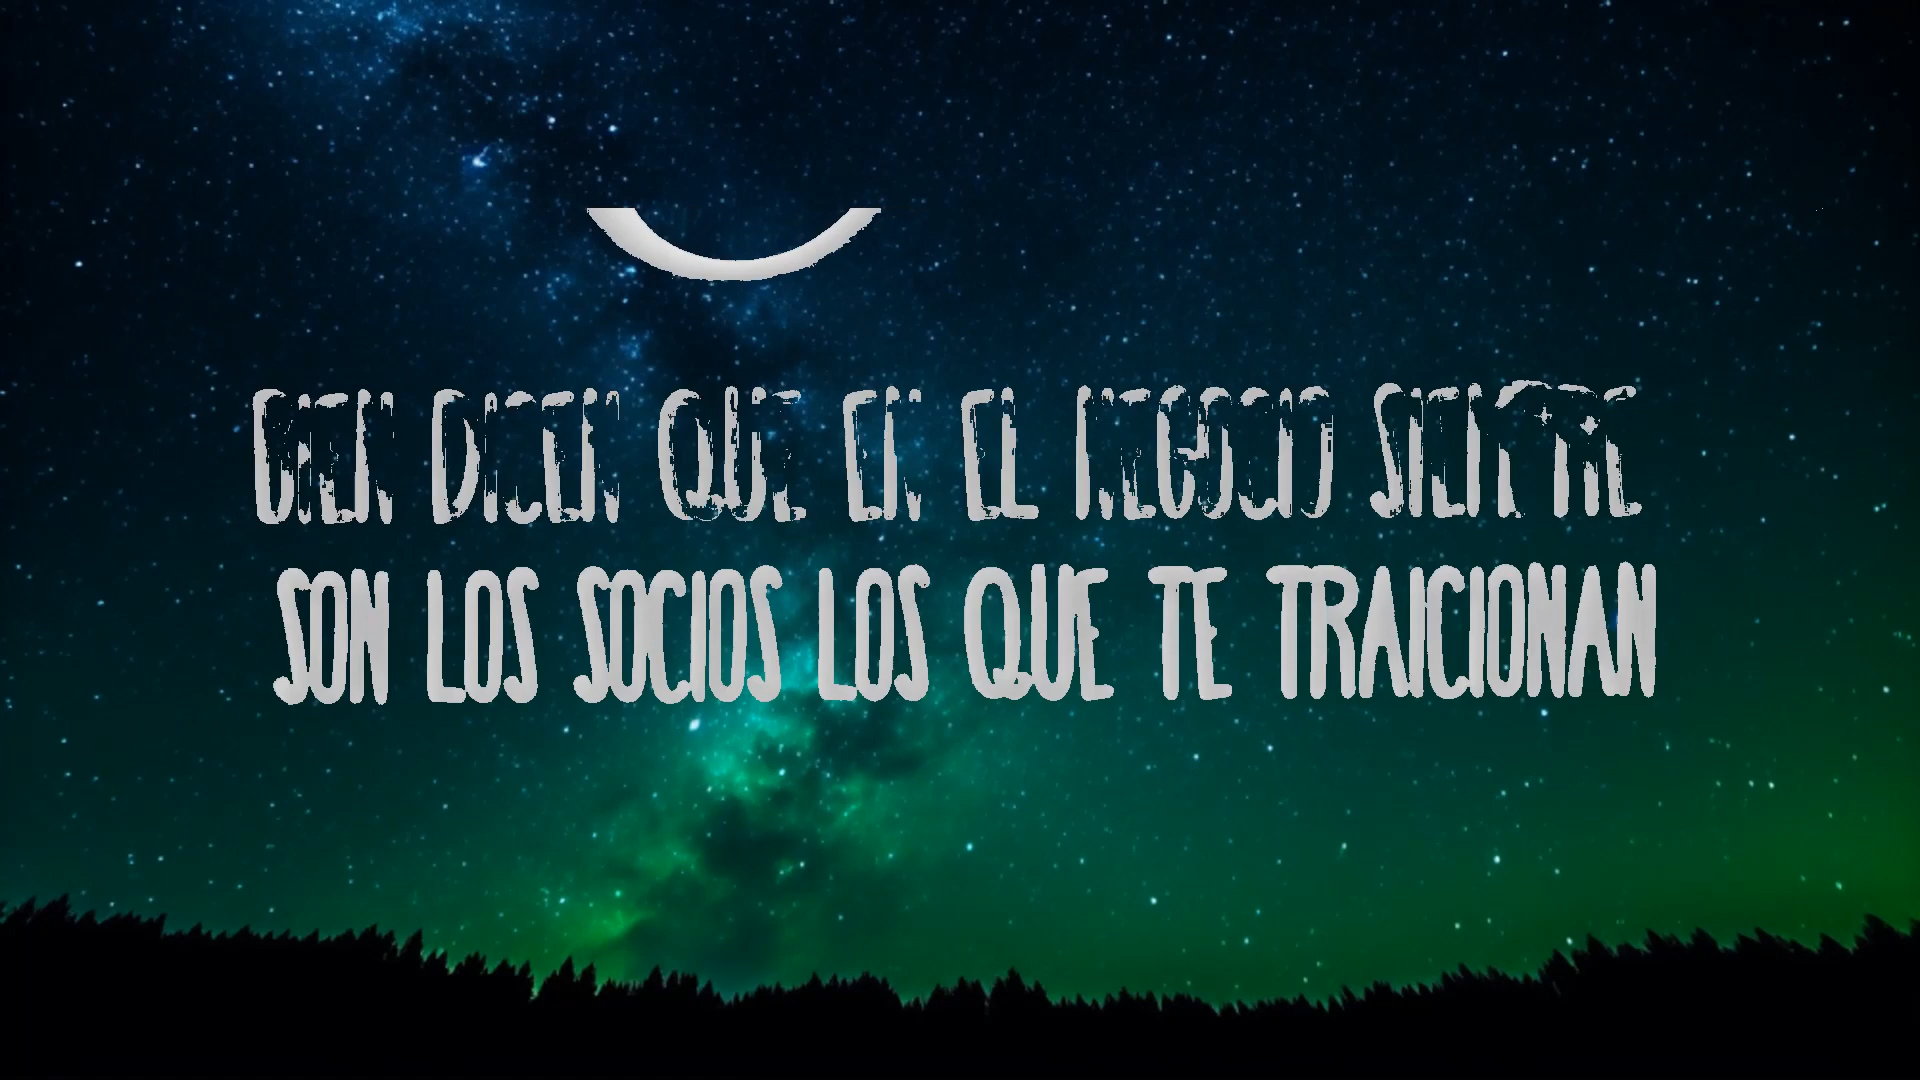 BIEN DICEN QUE EN EL NEGOCIO SIEMPRE
SON LOS SOCIOS LOS QUE TE TRAICIONAN